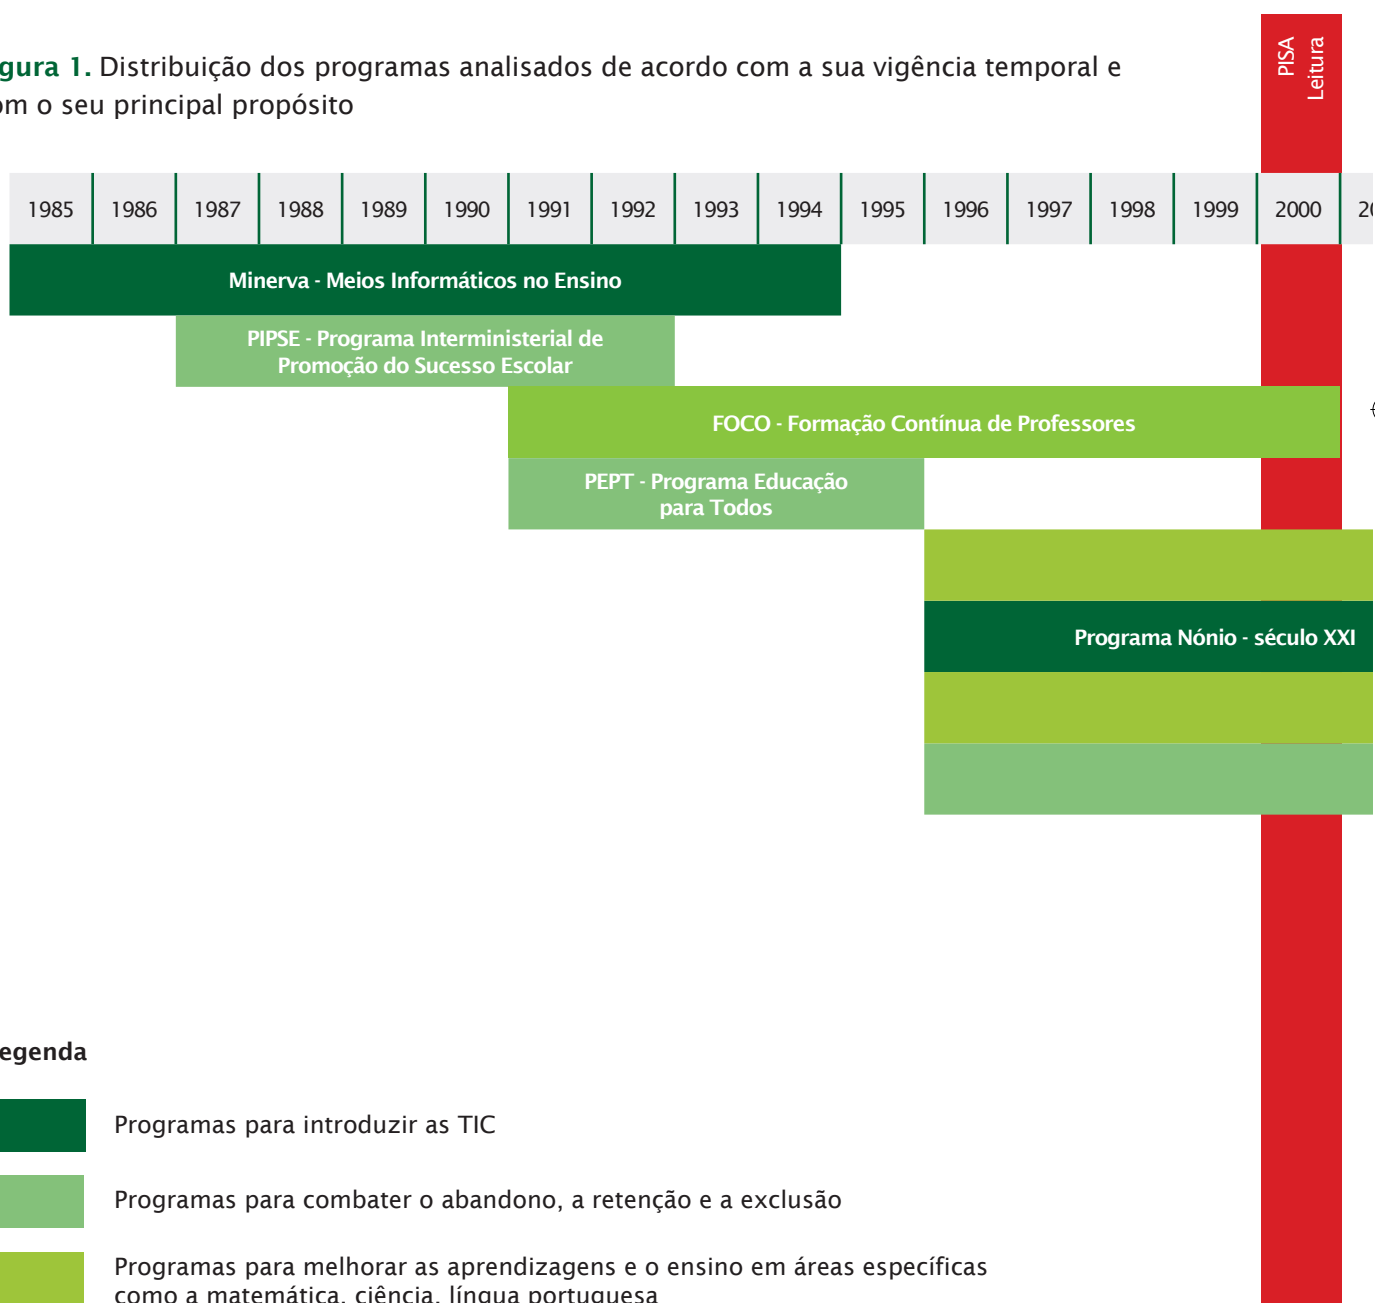 gura 1. Distribuição dos programas analisados de acordo com a sua vigência temporal e
om o seu principal propósito
PISA
Leitura
1985 1986 1987 1988 1989 1990 1991 1992 1993 1994 1995 1996 1997 1998 1999 2000 20
Minerva - Meios Informáticos no Ensino
PIPSE - Programa Interministerial de
Promoção do Sucesso Escolar
FOCO - Formação Contínua de Professores
PEPT - Programa Educação
para Todos
Programa Nónio - século XXI
egenda
Programas para introduzir as TIC
Programas para combater o abandono, a retenção e a exclusão
Programas para melhorar as aprendizagens e o ensino em áreas específicas
como a matemática, ciência, língua portuguesa